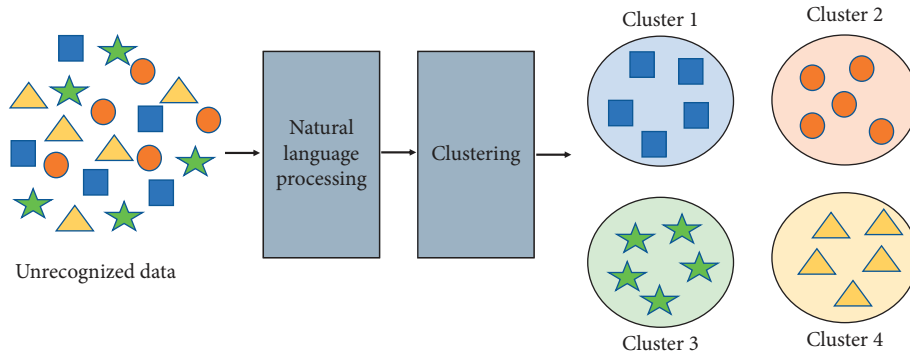 Cluster 1
Cluster 2
Natural
language
processing
Clustering
Unrecognized data
Cluster 3
Cluster 4